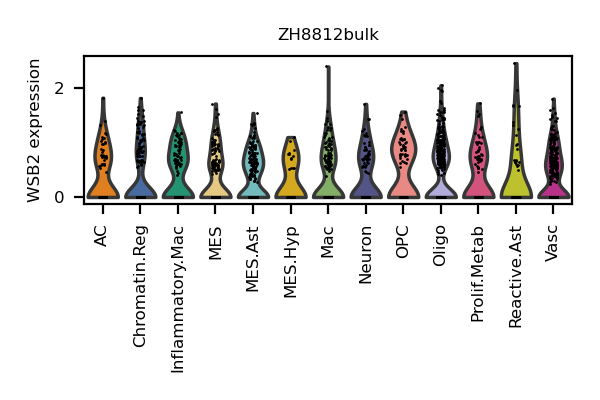 ZH8812bulk
WSB2 expression
2
0
AC
Chromatin.Reg
Inflammatory.Mac
MES
MES.Ast
MES.Hyp
Mac
Neuron
OPC
Oligo
Prolif.Metab
Reactive.Ast
Vasc